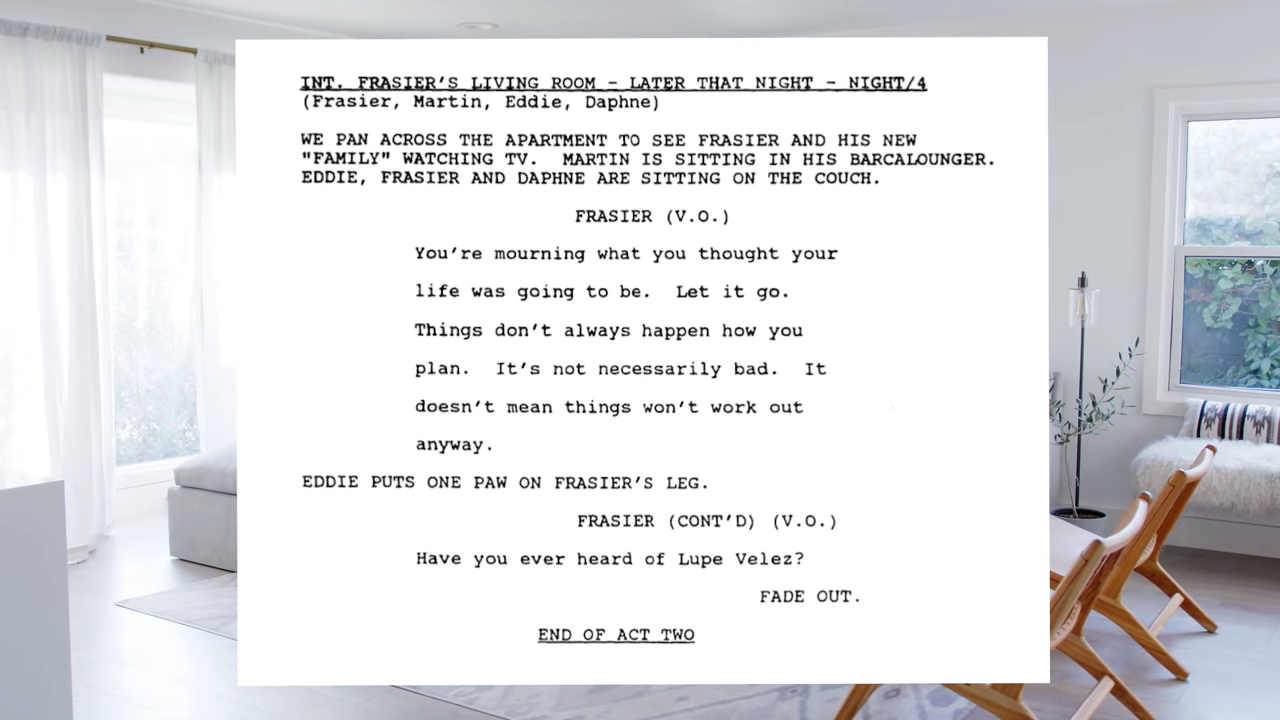 INT. FRASIER'S LIVING ROOM - LATER THAT NIGHT - NIGHT/4
(Frasier, Martin, Eddie, Daphne)
WE PAN ACROSS THE APARTMENT TO SEE FRASIER AND HIS NEW
"FAMILY" WATCHING TV.  MARTIN IS SITTING IN HIS BARCALOUNGER.
EDDIE, FRASIER AND DAPHNE ARE SITTING ON THE COUCH.
FRASIER (V.O.)
You're mourning what you thought your
life was going to be.  Let it go.
Things don't always happen how you
plan.  It's not necessarily bad.  It
doesn't mean things won't work out
anyway.
EDDIE PUTS ONE PAW ON FRASIER'S LEG.
FRASIER (CONT'D) (V.O.)
Have you ever heard of Lupe Velez?
FADE OUT.
END OF ACT TWO